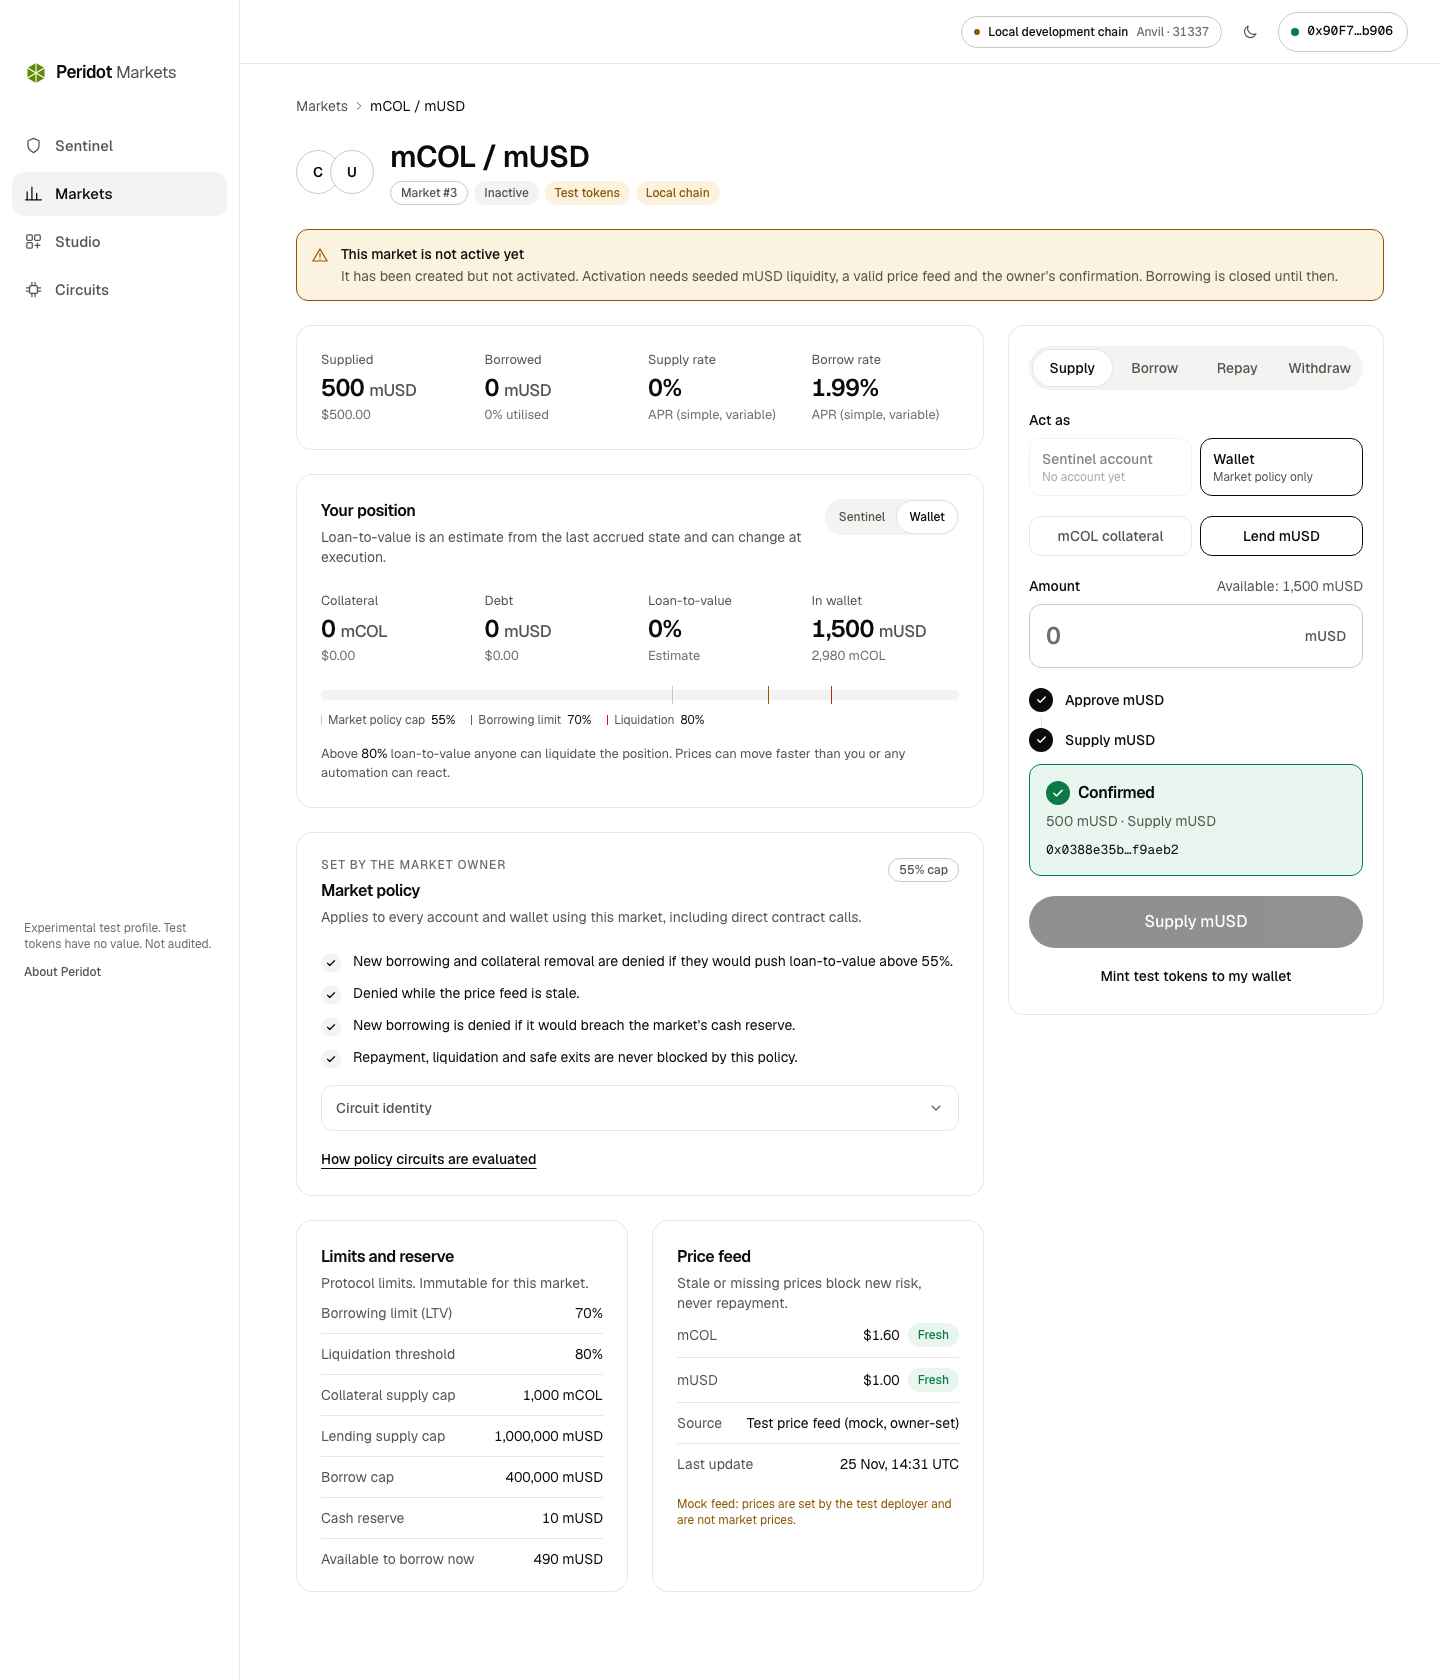 Local development chain Anvil · 31337
0x90F7…b906
Peridot Markets
Sentinel
Markets
Studio
Circuits
Experimental test profile. Test
tokens have no value. Not audited.
About Peridot
Markets > mCOL / mUSD
C U
mCOL / mUSD
Market #3 Inactive Test tokens Local chain
This market is not active yet
It has been created but not activated. Activation needs seeded mUSD liquidity, a valid price feed and the owner's confirmation. Borrowing is closed until then.
Supplied Borrowed Supply rate Borrow rate
500 mUSD 0 mUSD 0% 1.99%
$500.00 0% utilised APR (simple, variable) APR (simple, variable)
Your position
Sentinel Wallet
Loan-to-value is an estimate from the last accrued state and can change at
execution.
Collateral Debt Loan-to-value In wallet
0 mCOL 0 mUSD 0% 1,500 mUSD
$0.00 $0.00 Estimate 2,980 mCOL
Market policy cap 55% Borrowing limit 70% Liquidation 80%
Above 80% loan-to-value anyone can liquidate the position. Prices can move faster than you or any
automation can react.
SET BY THE MARKET OWNER
55% cap
Market policy
Applies to every account and wallet using this market, including direct contract calls.
New borrowing and collateral removal are denied if they would push loan-to-value above 55%.
Denied while the price feed is stale.
New borrowing is denied if it would breach the market's cash reserve.
Repayment, liquidation and safe exits are never blocked by this policy.
Circuit identity
How policy circuits are evaluated
Limits and reserve
Protocol limits. Immutable for this market.
Borrowing limit (LTV) 70%
Liquidation threshold 80%
Collateral supply cap 1,000 mCOL
Lending supply cap 1,000,000 mUSD
Borrow cap 400,000 mUSD
Cash reserve 10 mUSD
Available to borrow now 490 mUSD
Price feed
Stale or missing prices block new risk,
never repayment.
mCOL $1.60 Fresh
mUSD $1.00 Fresh
Source Test price feed (mock, owner-set)
Last update 25 Nov, 14:31 UTC
Mock feed: prices are set by the test deployer and
are not market prices.
Supply Borrow Repay Withdraw
Act as
Sentinel account
No account yet
Wallet
Market policy only
mCOL collateral Lend mUSD
Amount Available: 1,500 mUSD
0 mUSD
Approve mUSD
Supply mUSD
Confirmed
500 mUSD · Supply mUSD
0x0388e35b…f9aeb2
Supply mUSD
Mint test tokens to my wallet